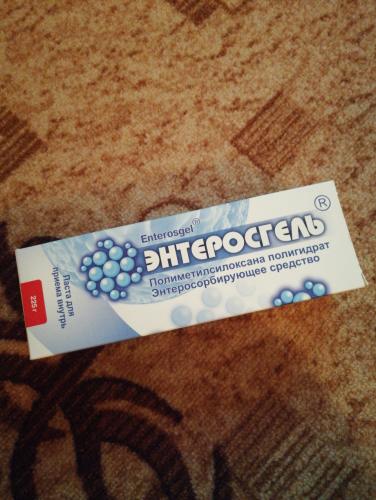 Enterosgel®
ЭНТЕРОСГЕЛЬ®
Полиметилсилоксана полигидрат
Энтеросорбирующее средство
Паста для
приема внутрь
225 г